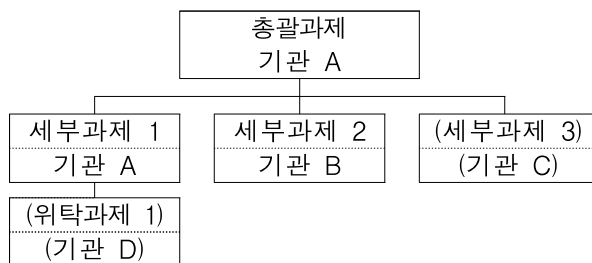 총괄과제
기관 A
세부과제 1
기관 A
세부과제 2
기관 B
(세부과제 3)
(기관 C)
(위탁과제 1)
(기관 D)